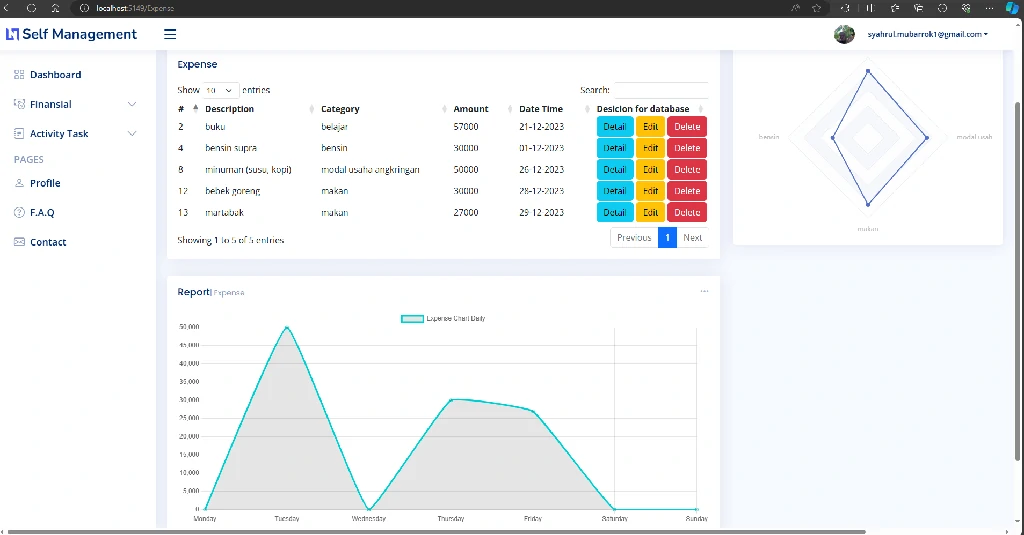 localhost:5149/Expense
Self Management
syahrul.mubarrok1@gmail.com
Dashboard
Finansial
Activity Task
PAGES
Profile
F.A.Q
Contact
Expense
Show 10 entries
Search:
# Description Category Amount Date Time Desicion for database
2 buku belajar 57000 21-12-2023 Detail Edit Delete
4 bensin supra bensin 30000 01-12-2023 Detail Edit Delete
8 minuman (susu, kopi) modal usaha angkringan 50000 26-12-2023 Detail Edit Delete
12 bebek goreng makan 30000 28-12-2023 Detail Edit Delete
13 martabak makan 27000 29-12-2023 Detail Edit Delete
Showing 1 to 5 of 5 entries
Previous 1 Next
bensin
modal usah
makan
Report| Expense
Expense Chart Daily
50,000
45,000
40,000
35,000
30,000
25,000
20,000
15,000
10,000
5,000
0
Monday Tuesday Wednesday Thursday Friday Saturday Sunday